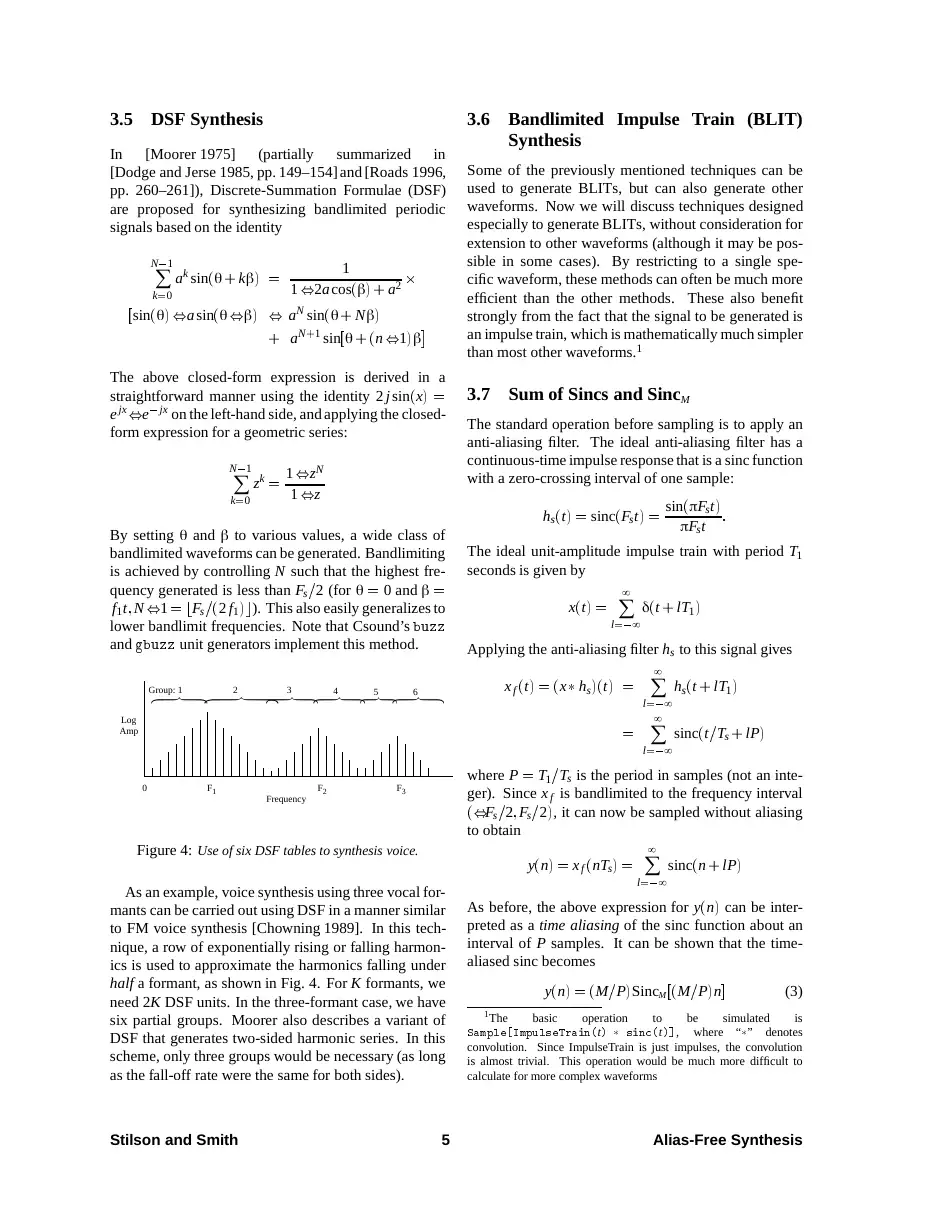 3.5 DSF Synthesis
In [Moorer 1975] (partially summarized in
[Dodge and Jerse 1985, pp. 149–154] and [Roads 1996,
pp. 260–261]), Discrete-Summation Formulae (DSF)
are proposed for synthesizing bandlimited periodic
signals based on the identity
N−1
∑ aᵏ sin(θ + kβ) = 1 / (1 ⇔2a cos(β) + a²) ×
k=0
[sin(θ) ⇔a sin(θ ⇔β) ⇔ a^N sin(θ + Nβ)
+ a^{N+1} sin[θ + (n ⇔1)β]
The above closed-form expression is derived in a
straightforward manner using the identity 2 j sin(x) =
e^{jx} ⇔e^{−jx} on the left-hand side, and applying the closed-
form expression for a geometric series:
N−1
∑ zᵏ = (1 ⇔z^N) / (1 ⇔z)
k=0
By setting θ and β to various values, a wide class of
bandlimited waveforms can be generated. Bandlimiting
is achieved by controlling N such that the highest fre-
quency generated is less than F_s/2 (for θ = 0 and β =
f₁t, N ⇔1 = ⌊F_s/(2 f₁)⌋). This also easily generalizes to
lower bandlimit frequencies. Note that Csound's buzz
and gbuzz unit generators implement this method.
Group: 1 2 3 4 5 6
Log
Amp
0 F₁ F₂ F₃
Frequency
Figure 4: Use of six DSF tables to synthesis voice.
As an example, voice synthesis using three vocal for-
mants can be carried out using DSF in a manner similar
to FM voice synthesis [Chowning 1989]. In this tech-
nique, a row of exponentially rising or falling harmon-
ics is used to approximate the harmonics falling under
half a formant, as shown in Fig. 4. For K formants, we
need 2K DSF units. In the three-formant case, we have
six partial groups. Moorer also describes a variant of
DSF that generates two-sided harmonic series. In this
scheme, only three groups would be necessary (as long
as the fall-off rate were the same for both sides).
3.6 Bandlimited Impulse Train (BLIT)
Synthesis
Some of the previously mentioned techniques can be
used to generate BLITs, but can also generate other
waveforms. Now we will discuss techniques designed
especially to generate BLITs, without consideration for
extension to other waveforms (although it may be pos-
sible in some cases). By restricting to a single spe-
cific waveform, these methods can often be much more
efficient than the other methods. These also benefit
strongly from the fact that the signal to be generated is
an impulse train, which is mathematically much simpler
than most other waveforms.¹
3.7 Sum of Sincs and Sinc_M
The standard operation before sampling is to apply an
anti-aliasing filter. The ideal anti-aliasing filter has a
continuous-time impulse response that is a sinc function
with a zero-crossing interval of one sample:
h_s(t) = sinc(F_s t) = sin(πF_s t) / πF_s t.
The ideal unit-amplitude impulse train with period T₁
seconds is given by
∞
x(t) = ∑ δ(t + lT₁)
l=−∞
Applying the anti-aliasing filter h_s to this signal gives
∞
x_f(t) = (x ∗ h_s)(t) = ∑ h_s(t + lT₁)
l=−∞
∞
= ∑ sinc(t/T_s + lP)
l=−∞
where P = T₁/T_s is the period in samples (not an inte-
ger). Since x_f is bandlimited to the frequency interval
(⇔F_s/2, F_s/2), it can now be sampled without aliasing
to obtain
∞
y(n) = x_f(nT_s) = ∑ sinc(n + lP)
l=−∞
As before, the above expression for y(n) can be inter-
preted as a time aliasing of the sinc function about an
interval of P samples. It can be shown that the time-
aliased sinc becomes
y(n) = (M/P) Sinc_M[(M/P)n] (3)
¹The basic operation to be simulated is
Sample[ImpulseTrain(t) ∗ sinc(t)], where “∗” denotes
convolution. Since ImpulseTrain is just impulses, the convolution
is almost trivial. This operation would be much more difficult to
calculate for more complex waveforms
Stilson and Smith 5 Alias-Free Synthesis